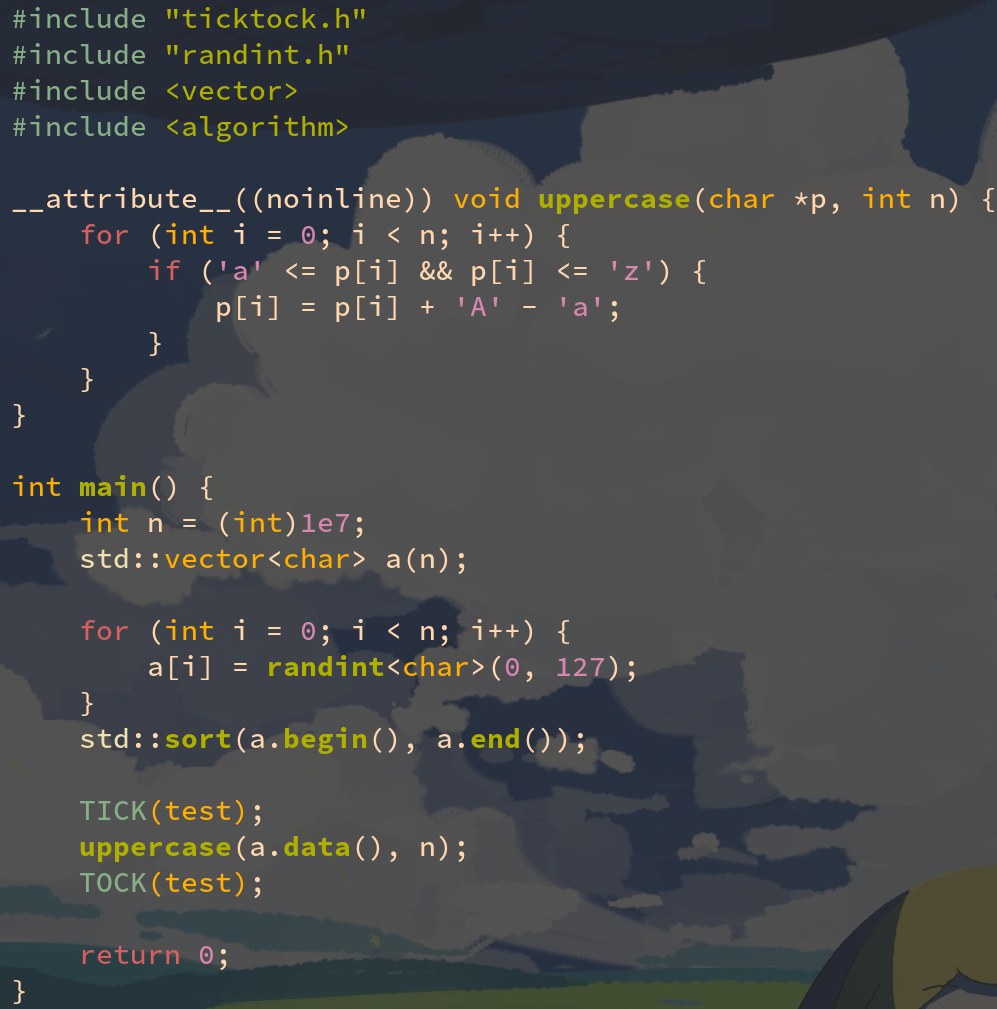 #include "ticktock.h"
#include "randint.h"
#include <vector>
#include <algorithm>
__attribute__((noinline)) void uppercase(char *p, int n) {
    for (int i = 0; i < n; i++) {
        if ('a' <= p[i] && p[i] <= 'z') {
            p[i] = p[i] + 'A' - 'a';
        }
    }
}
int main() {
    int n = (int)1e7;
    std::vector<char> a(n);
    for (int i = 0; i < n; i++) {
        a[i] = randint<char>(0, 127);
    }
    std::sort(a.begin(), a.end());
    TICK(test);
    uppercase(a.data(), n);
    TOCK(test);
    return 0;
}